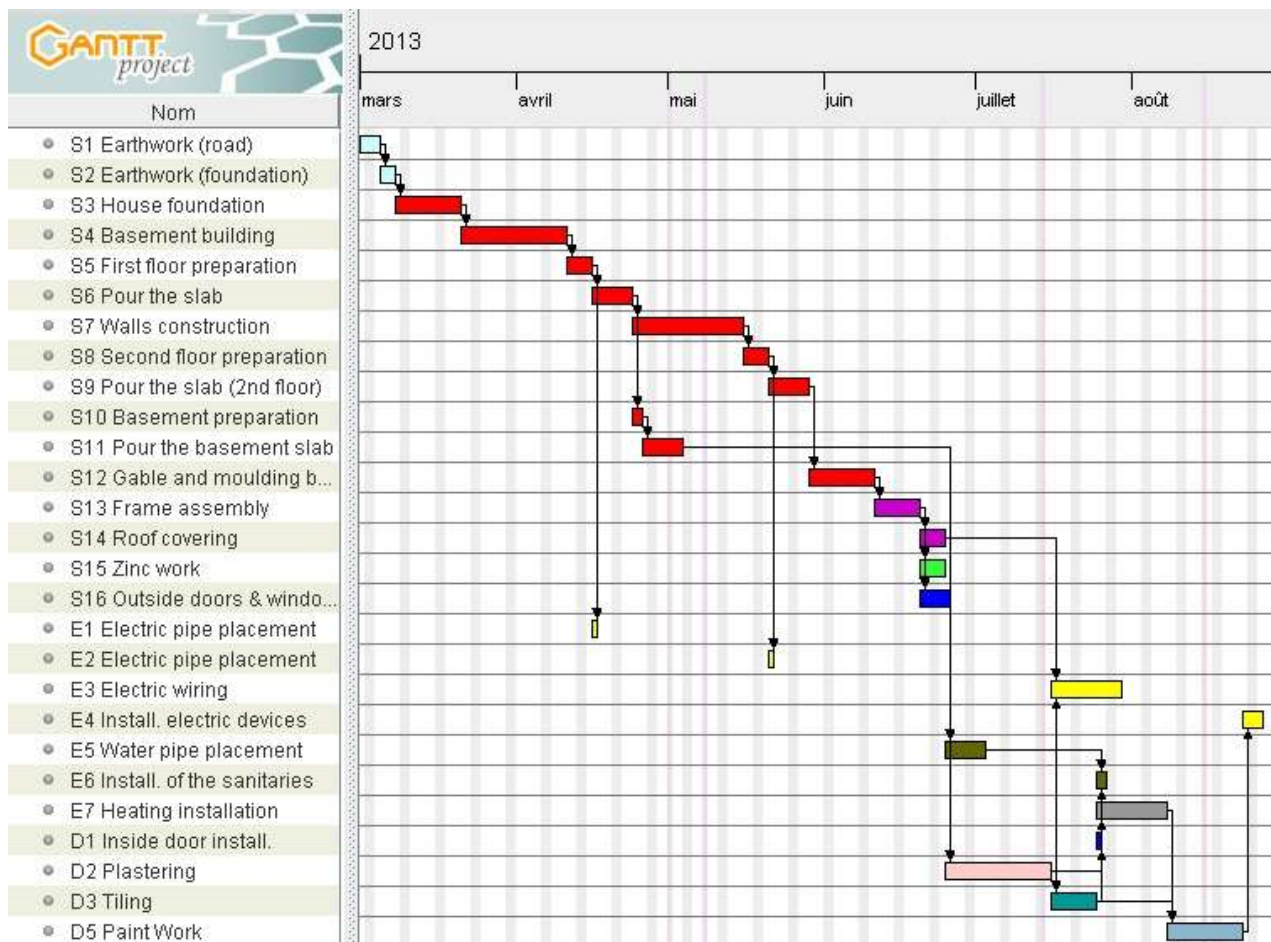 GANTT
project
2013
mars avril mai juin juillet août
Nom
S1 Earthwork (road)
S2 Earthwork (foundation)
S3 House foundation
S4 Basement building
S5 First floor preparation
S6 Pour the slab
S7 Walls construction
S8 Second floor preparation
S9 Pour the slab (2nd floor)
S10 Basement preparation
S11 Pour the basement slab
S12 Gable and moulding b...
S13 Frame assembly
S14 Roof covering
S15 Zinc work
S16 Outside doors & windo...
E1 Electric pipe placement
E2 Electric pipe placement
E3 Electric wiring
E4 Install. electric devices
E5 Water pipe placement
E6 Install. of the sanitaries
E7 Heating installation
D1 Inside door install.
D2 Plastering
D3 Tiling
D5 Paint Work